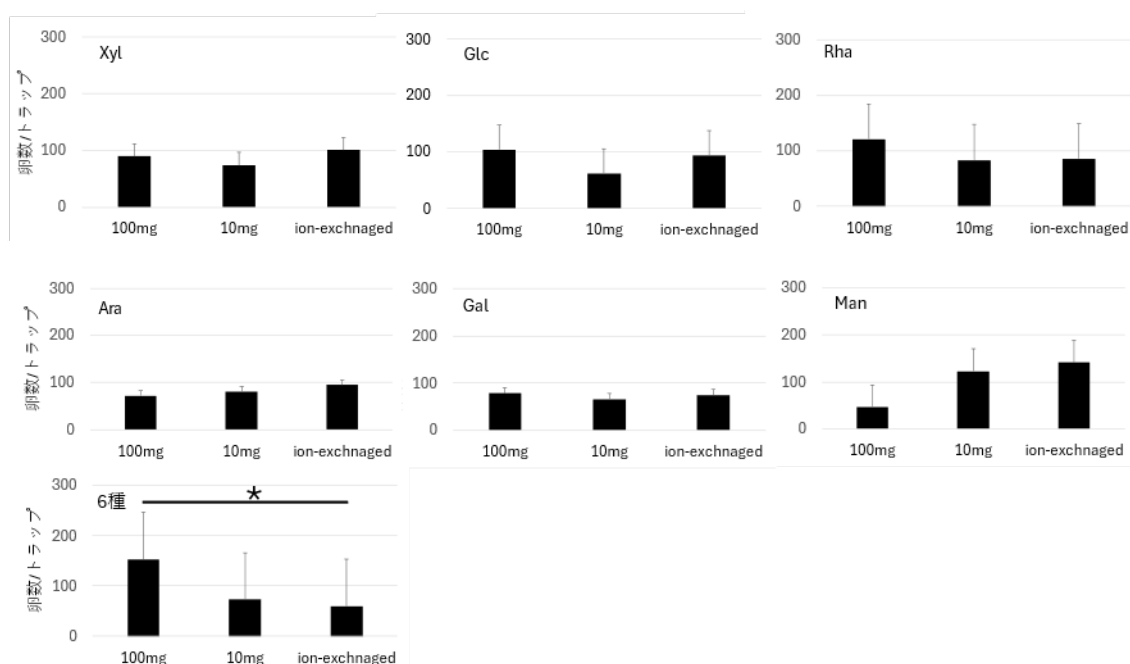 300
Xyl
200
100
0
卵数/トラップ
100mg
10mg
ion-exchnaged
300
Glc
200
100
0
100mg
10mg
ion-exchnaged
300
Rha
200
100
0
100mg
10mg
ion-exchnaged
300
Ara
200
100
0
卵数/トラップ
100mg
10mg
ion-exchnaged
300
Gal
200
100
0
100mg
10mg
ion-exchnaged
300
Man
200
100
0
100mg
10mg
ion-exchnaged
300
6種
*
200
100
0
卵数/トラップ
100mg
10mg
ion-exchnaged